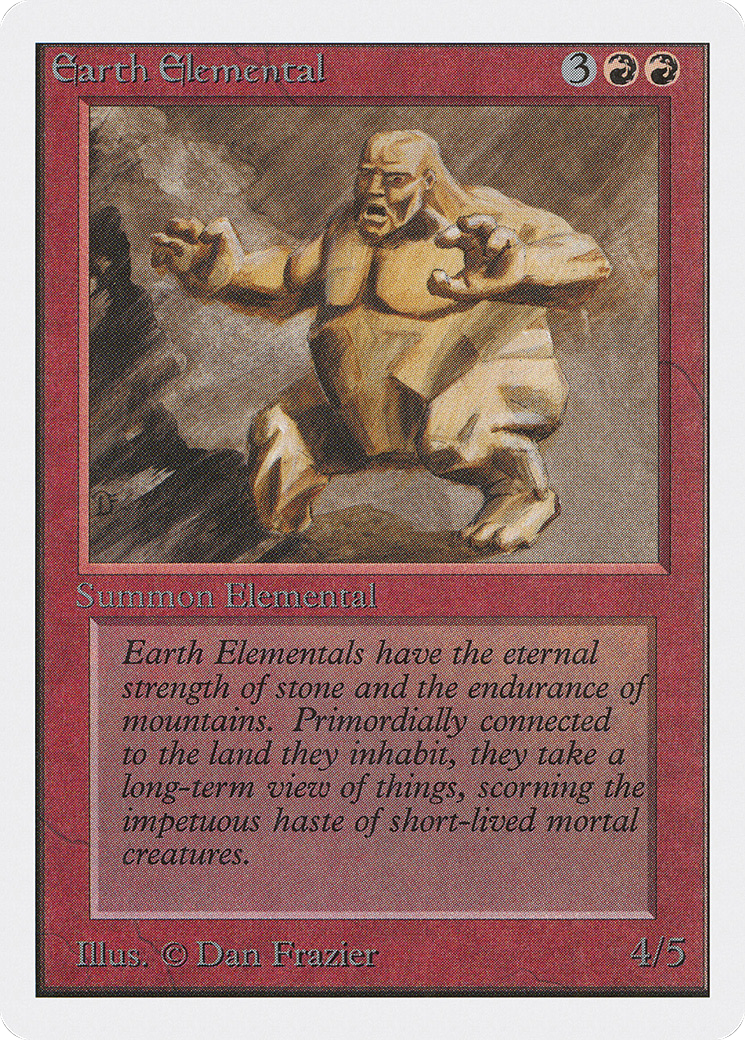 Earth Elemental 3
Summon Elemental
Earth Elementals have the eternal
strength of stone and the endurance of
mountains. Primordially connected
to the land they inhabit, they take a
long-term view of things, scorning the
impetuous haste of short-lived mortal
creatures.
Illus. © Dan Frazier 4/5